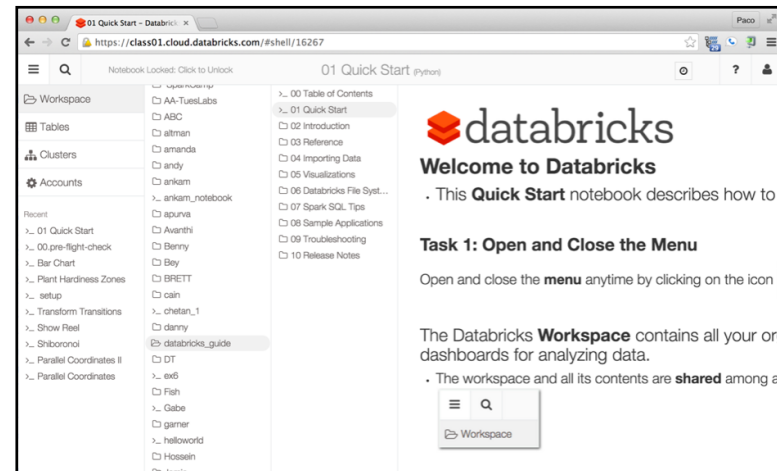 01 Quick Start - Databrick
Paco
https://class01.cloud.databricks.com/#shell/16267
Notebook Locked: Click to Unlock
01 Quick Start (Python)
?
Workspace
Tables
Clusters
Accounts
Recent
>_ 01 Quick Start
>_ 00.pre-flight-check
>_ Bar Chart
>_ Plant Hardiness Zones
>_ setup
>_ Transform Transitions
>_ Show Reel
>_ Shiboronoi
>_ Parallel Coordinates II
>_ Parallel Coordinates
SparkCamp
AA-TuesLabs
ABC
altman
amanda
andy
ankam
>_ ankam_notebook
apurva
Avanthi
Benny
Bey
BRETT
cain
>_ chetan_1
danny
databricks_guide
DT
>_ ex6
Fish
>_ Gabe
garner
>_ helloworld
Hossein
>_ 00 Table of Contents
>_ 01 Quick Start
02 Introduction
03 Reference
04 Importing Data
05 Visualizations
06 Databricks File Syst...
07 Spark SQL Tips
08 Sample Applications
09 Troubleshooting
10 Release Notes
databricks
Welcome to Databricks
• This Quick Start notebook describes how to
Task 1: Open and Close the Menu
Open and close the menu anytime by clicking on the icon
The Databricks Workspace contains all your or
dashboards for analyzing data.
• The workspace and all its contents are shared among a
Workspace